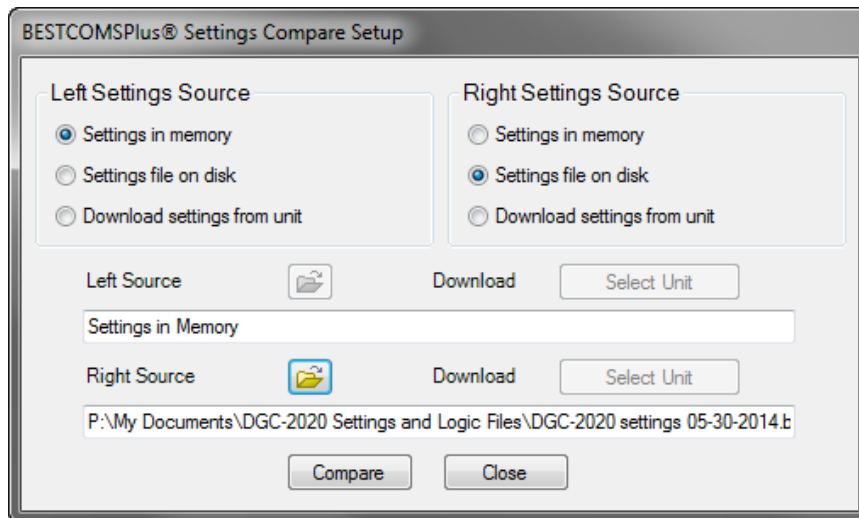 BESTCOMSPlus® Settings Compare Setup
Left Settings Source
Settings in memory
Settings file on disk
Download settings from unit
Right Settings Source
Settings in memory
Settings file on disk
Download settings from unit
Left Source Download Select Unit
Settings in Memory
Right Source Download Select Unit
P:\My Documents\DGC-2020 Settings and Logic Files\DGC-2020 settings 05-30-2014.b
Compare Close